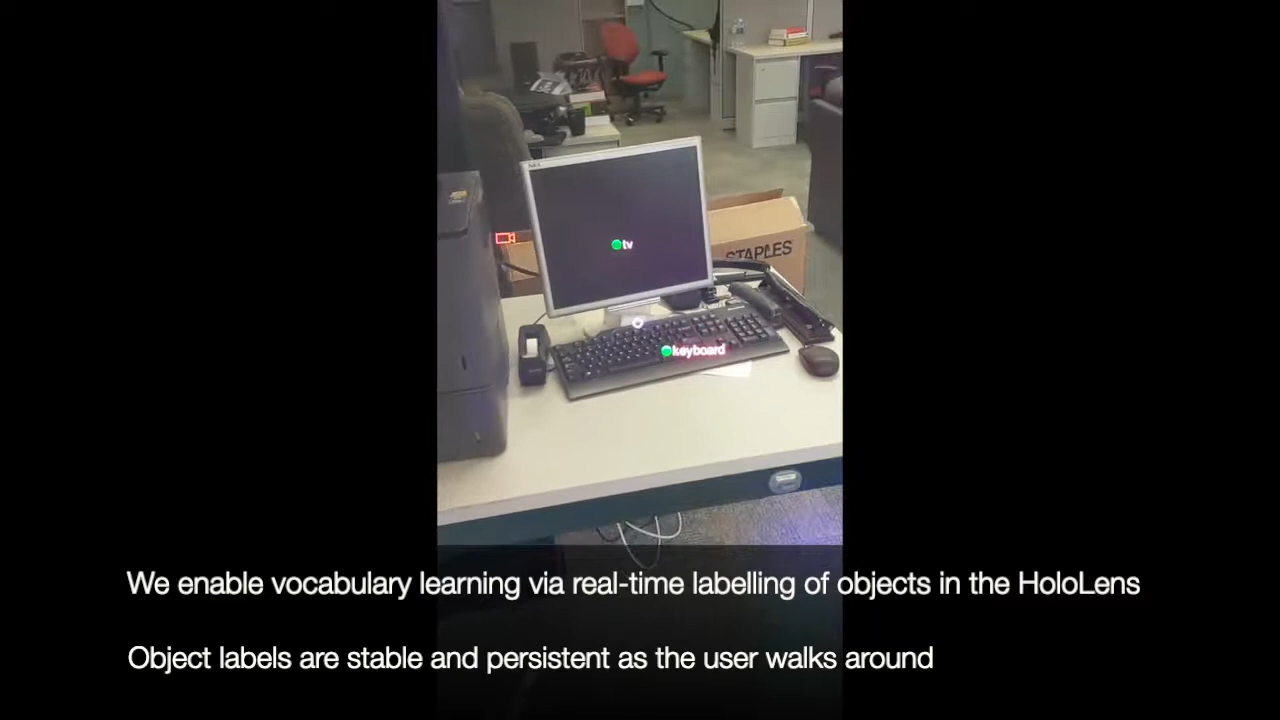 NEC
tv
STAPLES
keyboard
We enable vocabulary learning via real-time labelling of objects in the HoloLens
Object labels are stable and persistent as the user walks around